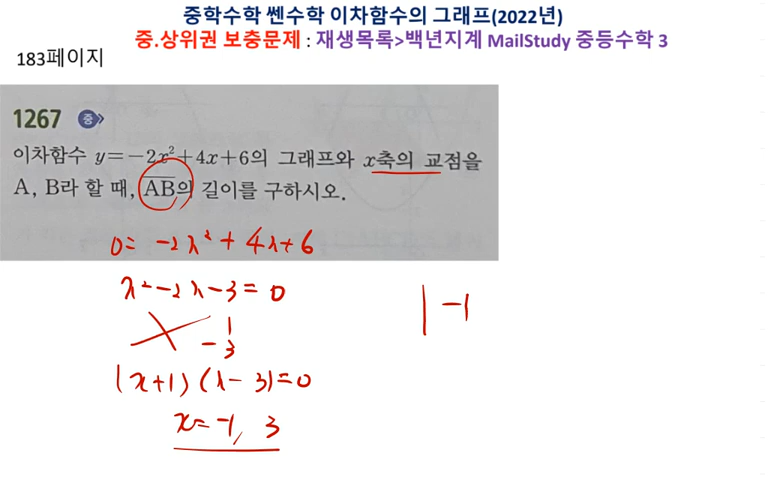 중학수학 쎈수학 이차함수의 그래프(2022년)
중.상위권 보충문제 : 재생목록>백년지계 MailStudy 중등수학 3
183페이지
1267 중
이차함수 y=-2x²+4x+6의 그래프와 x축의 교점을
A, B라 할 때, AB의 길이를 구하시오.
0= -2x² + 4x+6
x²-2x-3=0
1
-3
(x+1)(x-3)=0
x=-1, 3
|-1